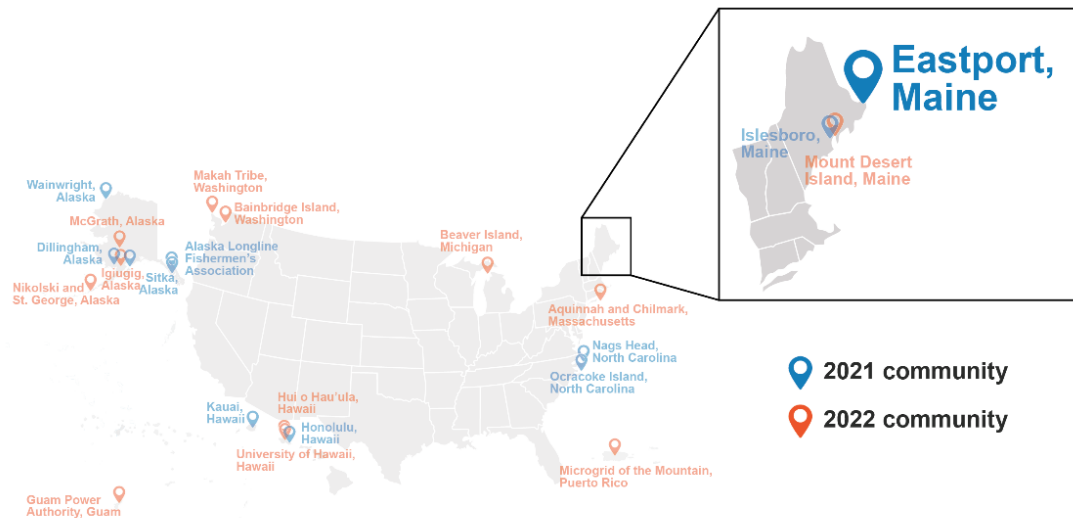 Eastport,
Maine
Islesboro,
Maine
Mount Desert
Island, Maine
Makah Tribe,
Washington
Wainwright,
Alaska
Bainbridge Island,
Washington
McGrath, Alaska
Beaver Island,
Michigan
Dillingham,
Alaska
Alaska Longline
Fishermen's
Association
Igiugig,
Alaska
Sitka,
Alaska
Nikolski and
St. George, Alaska
Aquinnah and Chilmark,
Massachusetts
Nags Head,
North Carolina
Ocracoke Island,
North Carolina
2021 community
2022 community
Hui o Hau'ula,
Hawaii
Kauai,
Hawaii
Honolulu,
Hawaii
University of Hawaii,
Hawaii
Microgrid of the Mountain,
Puerto Rico
Guam Power
Authority, Guam